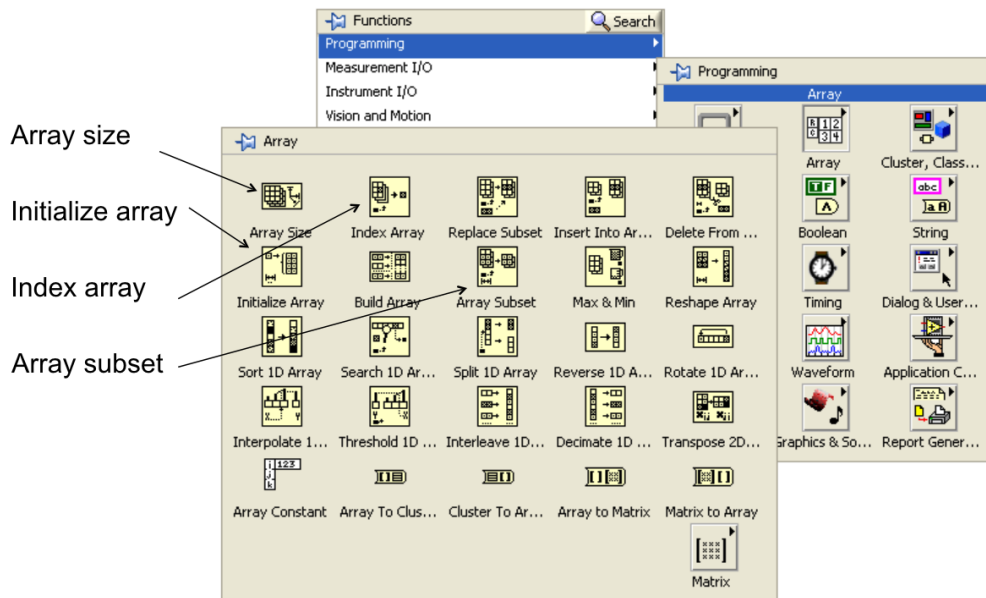 Functions
Search
Programming
Measurement I/O
Instrument I/O
Vision and Motion
Programming
Array
Array
Cluster, Class...
Boolean
String
Timing
Dialog & User...
Waveform
Application C...
Graphics & So...
Report Gener...
Array size
Initialize array
Index array
Array subset
Array
Array Size
Index Array
Replace Subset
Insert Into Ar...
Delete From ...
Initialize Array
Build Array
Array Subset
Max & Min
Reshape Array
Sort 1D Array
Search 1D Ar...
Split 1D Array
Reverse 1D A...
Rotate 1D Ar...
Interpolate 1...
Threshold 1D ...
Interleave 1D...
Decimate 1D ...
Transpose 2D...
Array Constant
Array To Clus...
Cluster To Ar...
Array to Matrix
Matrix to Array
Matrix